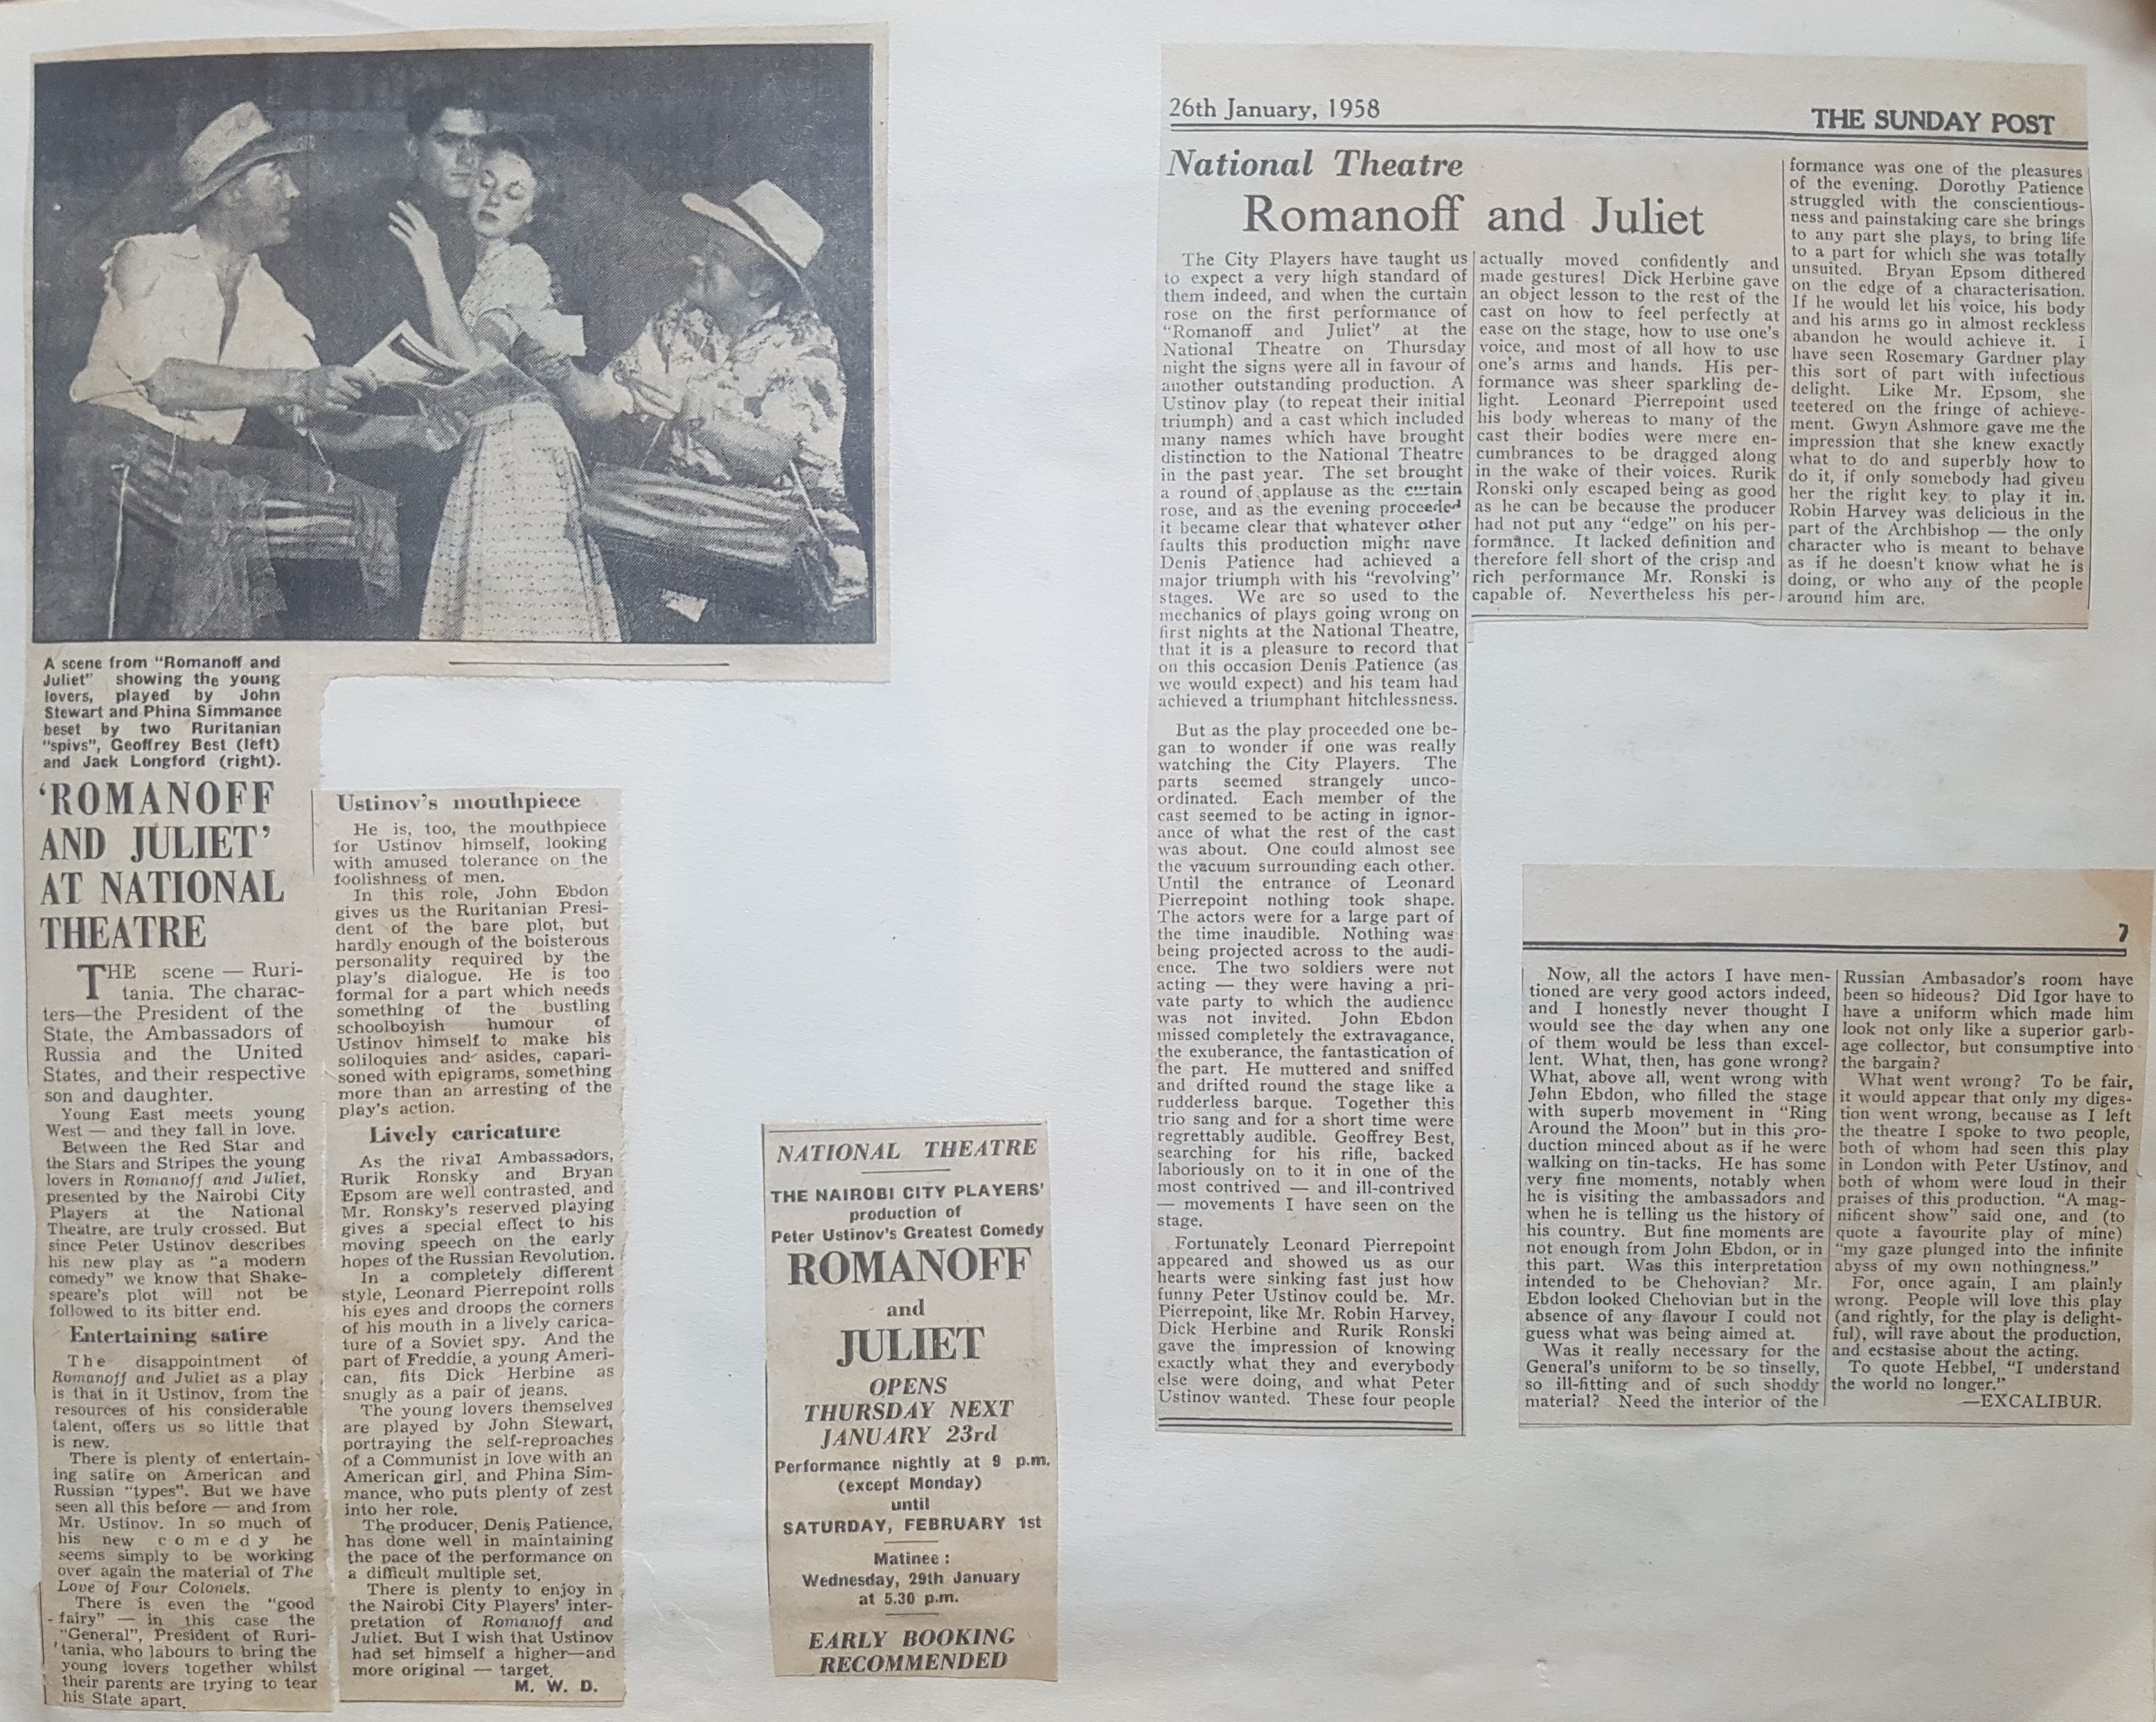 A scene from "Romanoff and
Juliet" showing the young
lovers, played by John
Stewart and Phina Simmance
beset by two Ruritanian
"spivs", Geoffrey Best (left)
and Jack Longford (right).
'ROMANOFF
AND JULIET'
AT NATIONAL
THEATRE
THE scene — Ruri-
tania. The charac-
ters—the President of the
State, the Ambassadors of
Russia and the United
States, and their respective
son and daughter.
Young East meets young
West — and they fall in love.
Between the Red Star and
the Stars and Stripes the young
lovers in Romanoff and Juliet,
presented by the Nairobi City
Players at the National
Theatre, are truly crossed. But
since Peter Ustinov describes
his new play as "a modern
comedy" we know that Shake-
speare's plot will not be
followed to its bitter end.
Entertaining satire
The disappointment of
Romanoff and Juliet as a play
is that in it Ustinov, from the
resources of his considerable
talent, offers us so little that
is new.
There is plenty of entertain-
ing satire on American and
Russian "types". But we have
seen all this before — and from
Mr. Ustinov. In so much of
his new comedy he
seems simply to be working
over again the material of The
Love of Four Colonels.
There is even the "good
fairy" — in this case the
"General", President of Ruri-
tania, who labours to bring the
young lovers together whilst
their parents are trying to tear
his State apart.
Ustinov's mouthpiece
He is, too, the mouthpiece
for Ustinov himself, looking
with amused tolerance on the
foolishness of men.
In this role, John Ebdon
gives us the Ruritanian Presi-
dent of the bare plot, but
hardly enough of the boisterous
personality required by the
play's dialogue. He is too
formal for a part which needs
something of the bustling
schoolboyish humour of
Ustinov himself to make his
soliloquies and asides, capari-
soned with epigrams, something
more than an arresting of the
play's action.
Lively caricature
As the rival Ambassadors,
Rurik Ronsky and Bryan
Epsom are well contrasted, and
Mr. Ronsky's reserved playing
gives a special effect to his
moving speech on the early
hopes of the Russian Revolution.
In a completely different
style, Leonard Pierrepoint rolls
his eyes and droops the corners
of his mouth in a lively carica-
ture of a Soviet spy. And the
part of Freddie, a young Ameri-
can, fits Dick Herbine as
snugly as a pair of jeans.
The young lovers themselves
are played by John Stewart,
portraying the self-reproaches
of a Communist in love with an
American girl, and Phina Sim-
mance, who puts plenty of zest
into her role.
The producer, Denis Patience,
has done well in maintaining
the pace of the performance on
a difficult multiple set.
There is plenty to enjoy in
the Nairobi City Players' inter-
pretation of Romanoff and
Juliet. But I wish that Ustinov
had set himself a higher—and
more original — target.
M. W. D.
NATIONAL THEATRE
THE NAIROBI CITY PLAYERS'
production of
Peter Ustinov's Greatest Comedy
ROMANOFF
and
JULIET
OPENS
THURSDAY NEXT
JANUARY 23rd
Performance nightly at 9 p.m.
(except Monday)
until
SATURDAY, FEBRUARY 1st
Matinee :
Wednesday, 29th January
at 5.30 p.m.
EARLY BOOKING
RECOMMENDED
26th January, 1958
THE SUNDAY POST
National Theatre
Romanoff and Juliet
The City Players have taught us
to expect a very high standard of
them indeed, and when the curtain
rose on the first performance of
"Romanoff and Juliet" at the
National Theatre on Thursday
night the signs were all in favour of
another outstanding production. A
Ustinov play (to repeat their initial
triumph) and a cast which included
many names which have brought
distinction to the National Theatre
in the past year. The set brought
a round of applause as the curtain
rose, and as the evening proceeded
it became clear that whatever other
faults this production might nave
Denis Patience had achieved a
major triumph with his "revolving"
stages. We are so used to the
mechanics of plays going wrong on
first nights at the National Theatre,
that it is a pleasure to record that
on this occasion Denis Patience (as
we would expect) and his team had
achieved a triumphant hitchlessness.
But as the play proceeded one be-
gan to wonder if one was really
watching the City Players. The
parts seemed strangely unco-
ordinated. Each member of the
cast seemed to be acting in ignor-
ance of what the rest of the cast
was about. One could almost see
the vacuum surrounding each other.
Until the entrance of Leonard
Pierrepoint nothing took shape.
The actors were for a large part of
the time inaudible. Nothing was
being projected across to the audi-
ence. The two soldiers were not
acting — they were having a pri-
vate party to which the audience
was not invited. John Ebdon
missed completely the extravagance,
the exuberance, the fantastication of
the part. He muttered and sniffed
and drifted round the stage like a
rudderless barque. Together this
trio sang and for a short time were
regrettably audible. Geoffrey Best,
searching for his rifle, backed
laboriously on to it in one of the
most contrived — and ill-contrived
— movements I have seen on the
stage.
Fortunately Leonard Pierrepoint
appeared and showed us as our
hearts were sinking fast just how
funny Peter Ustinov could be. Mr.
Pierrepoint, like Mr. Robin Harvey,
Dick Herbine and Rurik Ronski
gave the impression of knowing
exactly what they and everybody
else were doing, and what Peter
Ustinov wanted. These four people
actually moved confidently and
made gestures! Dick Herbine gave
an object lesson to the rest of the
cast on how to feel perfectly at
ease on the stage, how to use one's
voice, and most of all how to use
one's arms and hands. His per-
formance was sheer sparkling de-
light. Leonard Pierrepoint used
his body whereas to many of the
cast their bodies were mere en-
cumbrances to be dragged along
in the wake of their voices. Rurik
Ronski only escaped being as good
as he can be because the producer
had not put any "edge" on his per-
formance. It lacked definition and
therefore fell short of the crisp and
rich performance Mr. Ronski is
capable of. Nevertheless his per-
formance was one of the pleasures
of the evening. Dorothy Patience
struggled with the conscientious-
ness and painstaking care she brings
to any part she plays, to bring life
to a part for which she was totally
unsuited. Bryan Epsom dithered
on the edge of a characterisation.
If he would let his voice, his body
and his arms go in almost reckless
abandon he would achieve it. I
have seen Rosemary Gardner play
this sort of part with infectious
delight. Like Mr. Epsom, she
teetered on the fringe of achieve-
ment. Gwyn Ashmore gave me the
impression that she knew exactly
what to do and superbly how to
do it, if only somebody had given
her the right key to play it in.
Robin Harvey was delicious in the
part of the Archbishop — the only
character who is meant to behave
as if he doesn't know what he is
doing, or who any of the people
around him are.
7
Now, all the actors I have men-
tioned are very good actors indeed,
and I honestly never thought I
would see the day when any one
of them would be less than excel-
lent. What, then, has gone wrong?
What, above all, went wrong with
John Ebdon, who filled the stage
with superb movement in "Ring
Around the Moon" but in this pro-
duction minced about as if he were
walking on tin-tacks. He has some
very fine moments, notably when
he is visiting the ambassadors and
when he is telling us the history of
his country. But fine moments are
not enough from John Ebdon, or in
this part. Was this interpretation
intended to be Chehovian? Mr.
Ebdon looked Chehovian but in the
absence of any flavour I could not
guess what was being aimed at.
Was it really necessary for the
General's uniform to be so tinselly,
so ill-fitting and of such shoddy
material? Need the interior of the
Russian Ambasador's room have
been so hideous? Did Igor have to
have a uniform which made him
look not only like a superior garb-
age collector, but consumptive into
the bargain?
What went wrong? To be fair,
it would appear that only my diges-
tion went wrong, because as I left
the theatre I spoke to two people,
both of whom had seen this play
in London with Peter Ustinov, and
both of whom were loud in their
praises of this production. "A mag-
nificent show" said one, and (to
quote a favourite play of mine)
"my gaze plunged into the infinite
abyss of my own nothingness."
For, once again, I am plainly
wrong. People will love this play
(and rightly, for the play is delight-
ful), will rave about the production,
and ecstasise about the acting.
To quote Hebbel, "I understand
the world no longer."
—EXCALIBUR.